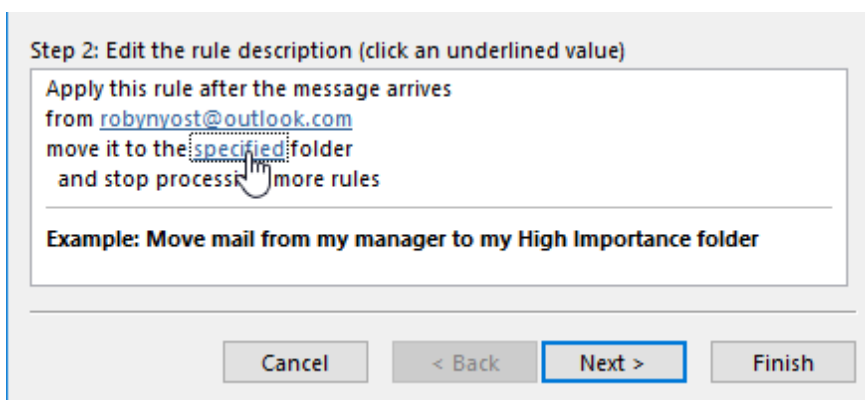 Step 2: Edit the rule description (click an underlined value)
Apply this rule after the message arrives
from robynyost@outlook.com
move it to the specified folder
and stop processing more rules
Example: Move mail from my manager to my High Importance folder
Cancel < Back Next > Finish